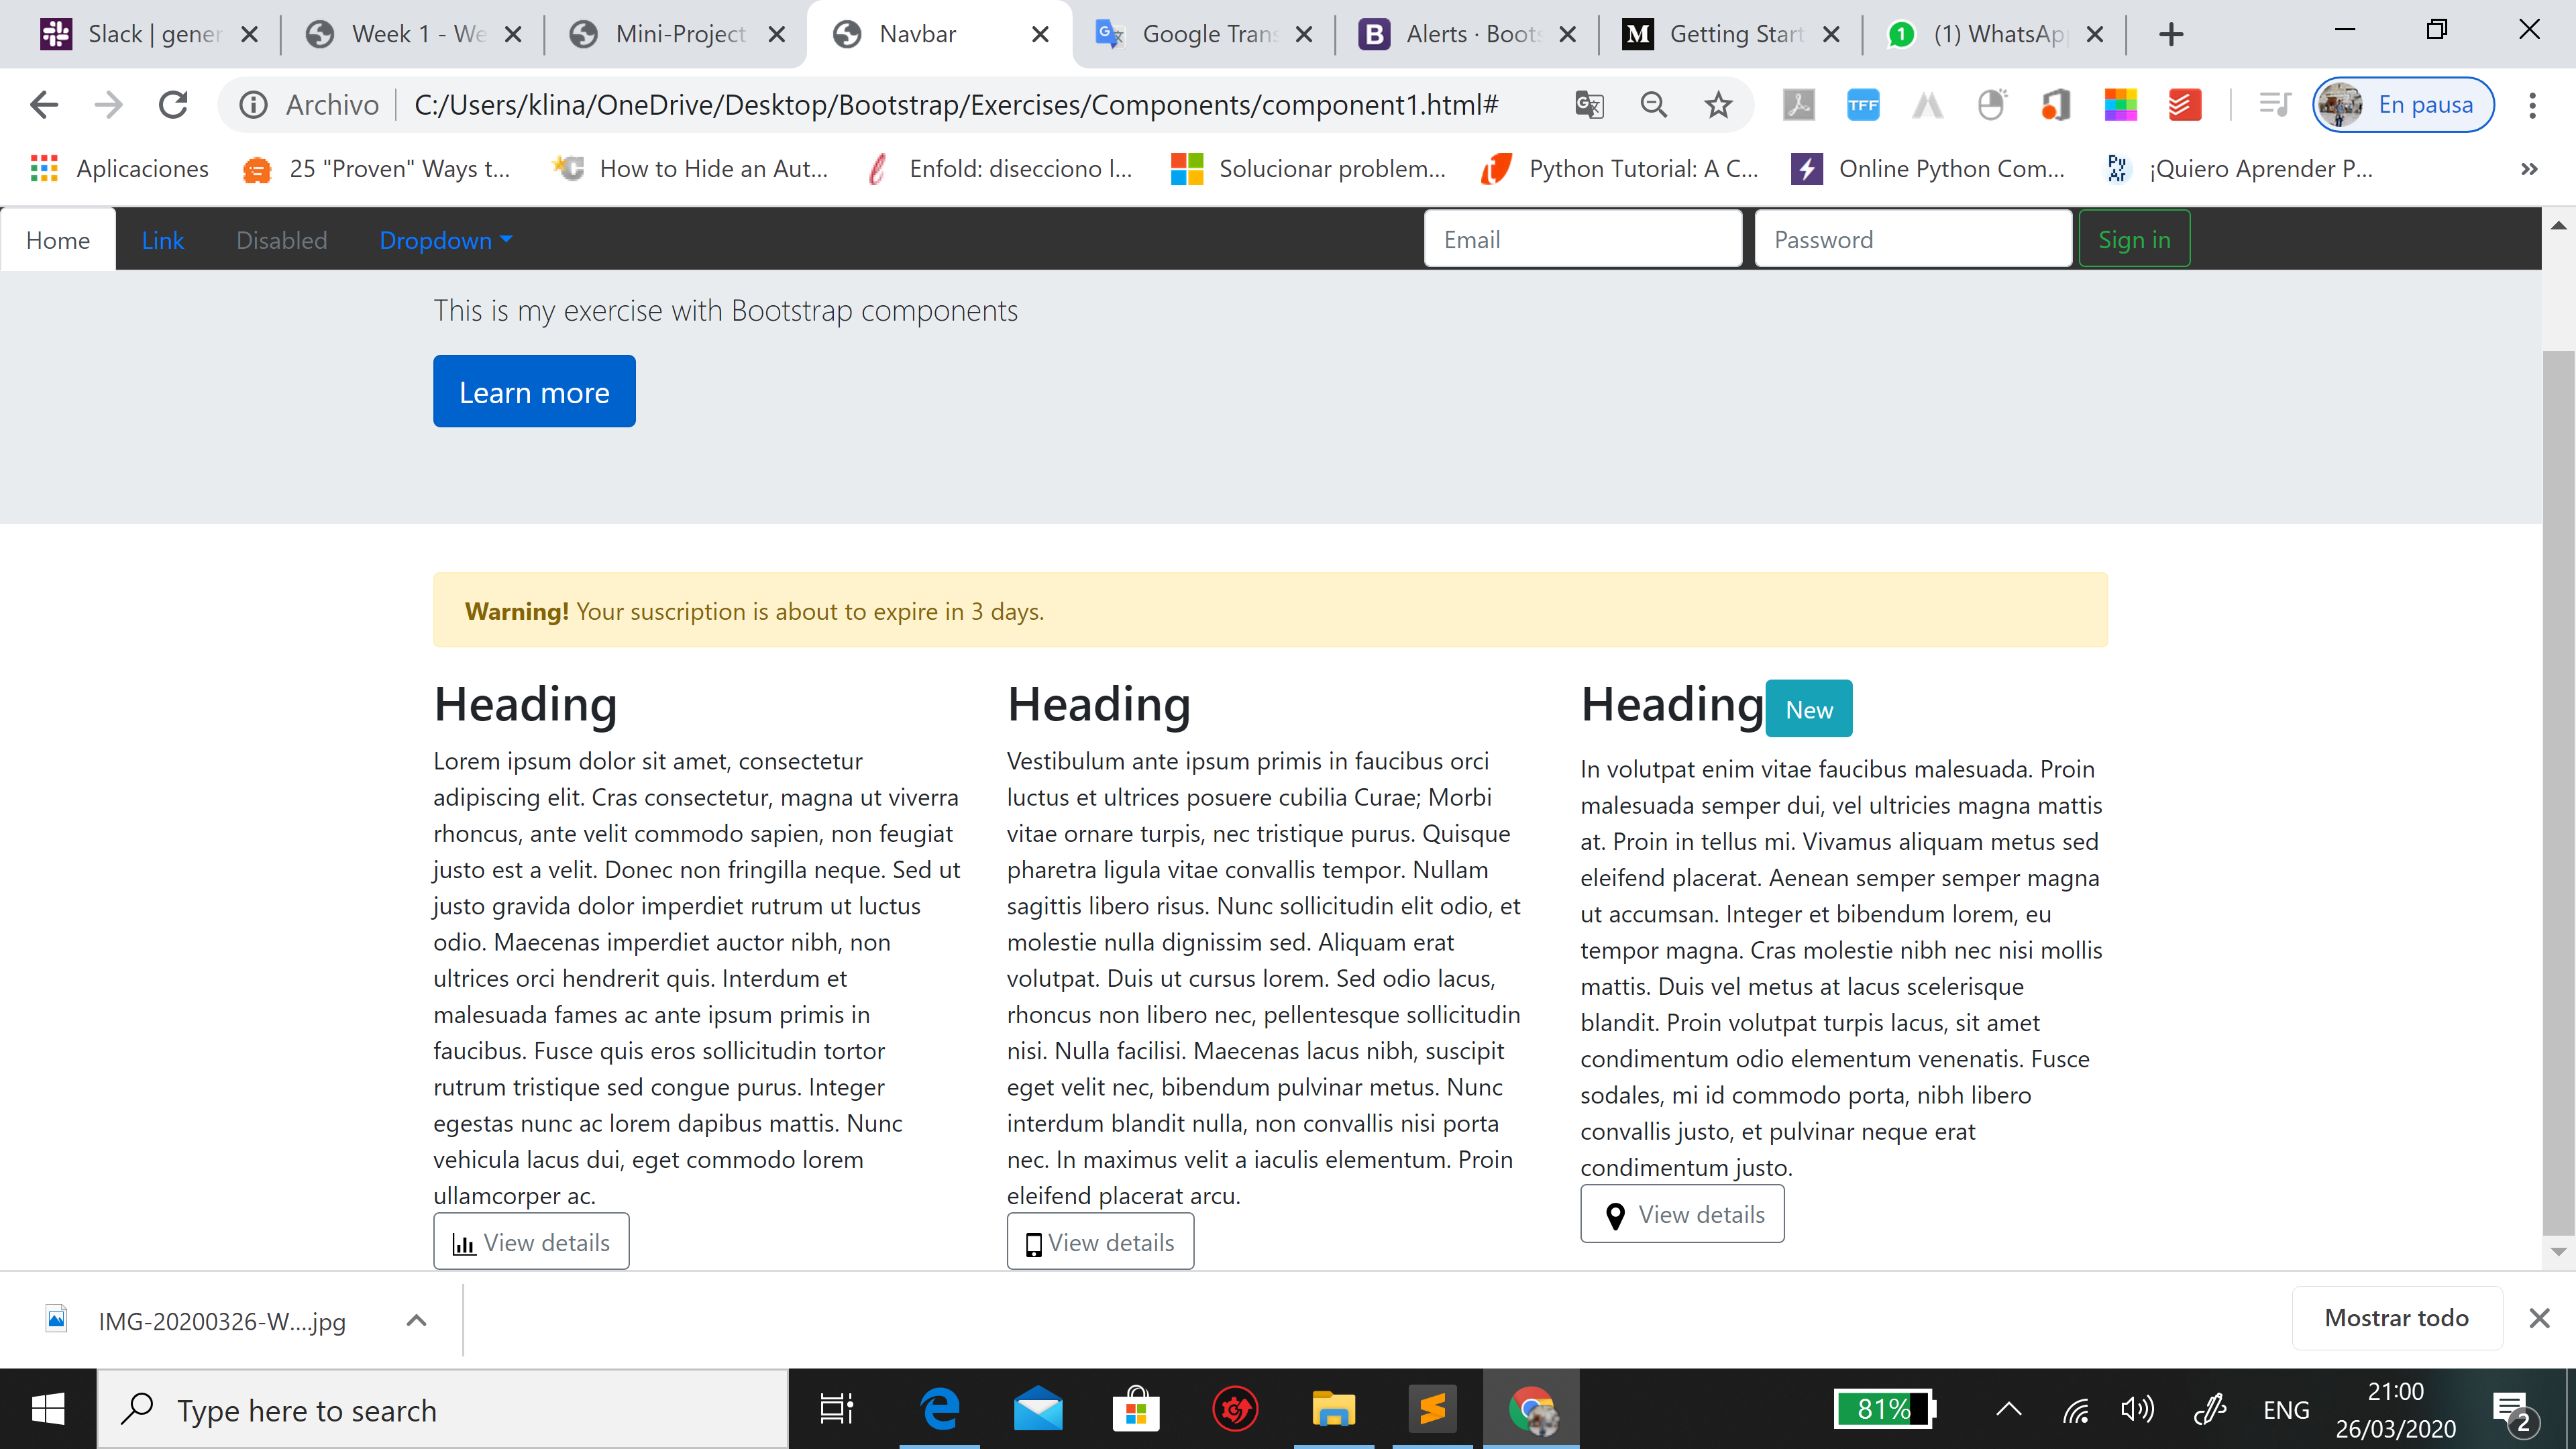 Slack | gener
Week 1 - We
Mini-Project
Navbar
Google Trans
Alerts · Boots
Getting Start
(1) WhatsAp
Archivo
C:/Users/klina/OneDrive/Desktop/Bootstrap/Exercises/Components/component1.html#
TFF
En pausa
Aplicaciones
25 "Proven" Ways t...
How to Hide an Aut...
Enfold: disecciono l...
Solucionar problem...
Python Tutorial: A C...
Online Python Com...
¡Quiero Aprender P...
Home
Link
Disabled
Dropdown
Email
Password
Sign in
This is my exercise with Bootstrap components
Learn more
Warning! Your suscription is about to expire in 3 days.
Heading
Lorem ipsum dolor sit amet, consectetur
adipiscing elit. Cras consectetur, magna ut viverra
rhoncus, ante velit commodo sapien, non feugiat
justo est a velit. Donec non fringilla neque. Sed ut
justo gravida dolor imperdiet rutrum ut luctus
odio. Maecenas imperdiet auctor nibh, non
ultrices orci hendrerit quis. Interdum et
malesuada fames ac ante ipsum primis in
faucibus. Fusce quis eros sollicitudin tortor
rutrum tristique sed congue purus. Integer
egestas nunc ac lorem dapibus mattis. Nunc
vehicula lacus dui, eget commodo lorem
ullamcorper ac.
View details
Heading
Vestibulum ante ipsum primis in faucibus orci
luctus et ultrices posuere cubilia Curae; Morbi
vitae ornare turpis, nec tristique purus. Quisque
pharetra ligula vitae convallis tempor. Nullam
sagittis libero risus. Nunc sollicitudin elit odio, et
molestie nulla dignissim sed. Aliquam erat
volutpat. Duis ut cursus lorem. Sed odio lacus,
rhoncus non libero nec, pellentesque sollicitudin
nisi. Nulla facilisi. Maecenas lacus nibh, suscipit
eget velit nec, bibendum pulvinar metus. Nunc
interdum blandit nulla, non convallis nisi porta
nec. In maximus velit a iaculis elementum. Proin
eleifend placerat arcu.
View details
Heading New
In volutpat enim vitae faucibus malesuada. Proin
malesuada semper dui, vel ultricies magna mattis
at. Proin in tellus mi. Vivamus aliquam metus sed
eleifend placerat. Aenean semper semper magna
ut accumsan. Integer et bibendum lorem, eu
tempor magna. Cras molestie nibh nec nisi mollis
mattis. Duis vel metus at lacus scelerisque
blandit. Proin volutpat turpis lacus, sit amet
condimentum odio elementum venenatis. Fusce
sodales, mi id commodo porta, nibh libero
convallis justo, et pulvinar neque erat
condimentum justo.
View details
IMG-20200326-W....jpg
Mostrar todo
Type here to search
81%
ENG
21:00
26/03/2020
2